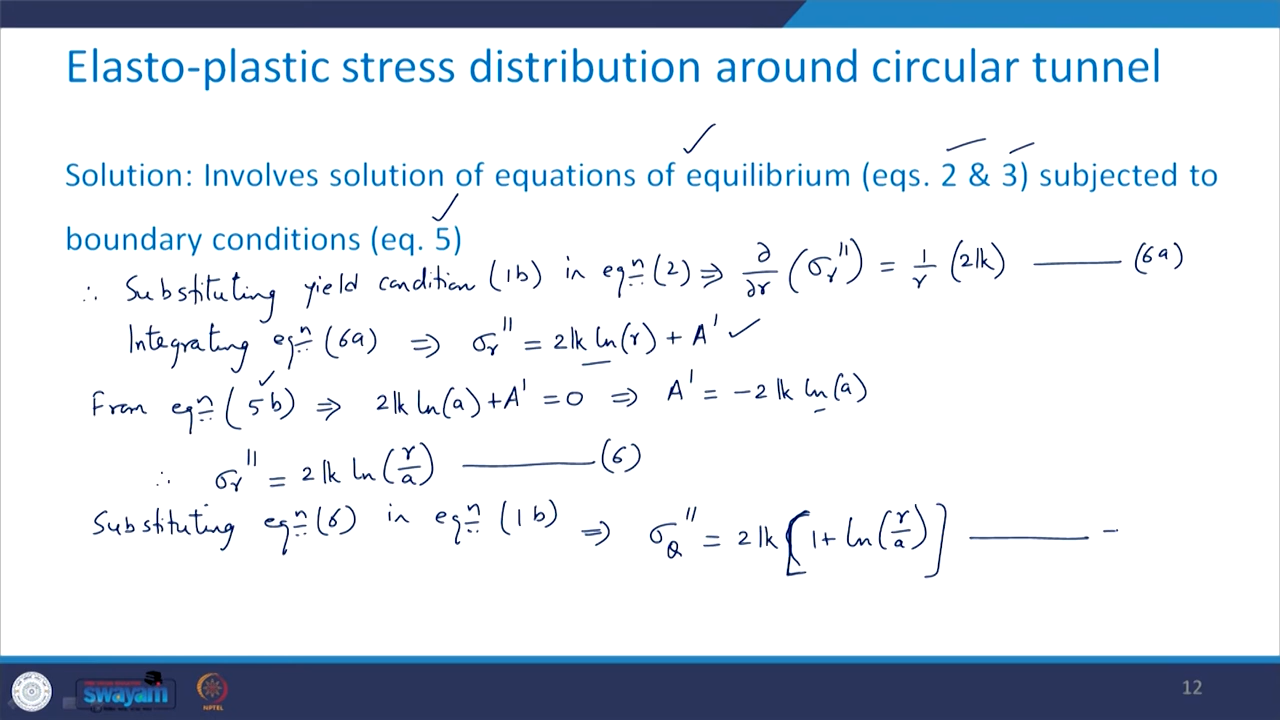 Elasto-plastic stress distribution around circular tunnel
Solution: Involves solution of equations of equilibrium (eqs. 2 & 3) subjected to
boundary conditions (eq. 5)
∴ Substituting yield condition (1b) in eqⁿ (2) ⇒ ∂/∂r (σr'') = 1/r (2k) ——— (6a)
Integrating eqⁿ (6a) ⇒ σr'' = 2k ln(r) + A' ✓
From eqⁿ (5b) ⇒ 2k ln(a) + A' = 0 ⇒ A' = -2k ln(a)
∴ σr'' = 2k ln(r/a) ——— (6)
Substituting eqⁿ (6) in eqⁿ (1b) ⇒ σθ'' = 2k [1 + ln(r/a)] ———
swayam
NPTEL
12